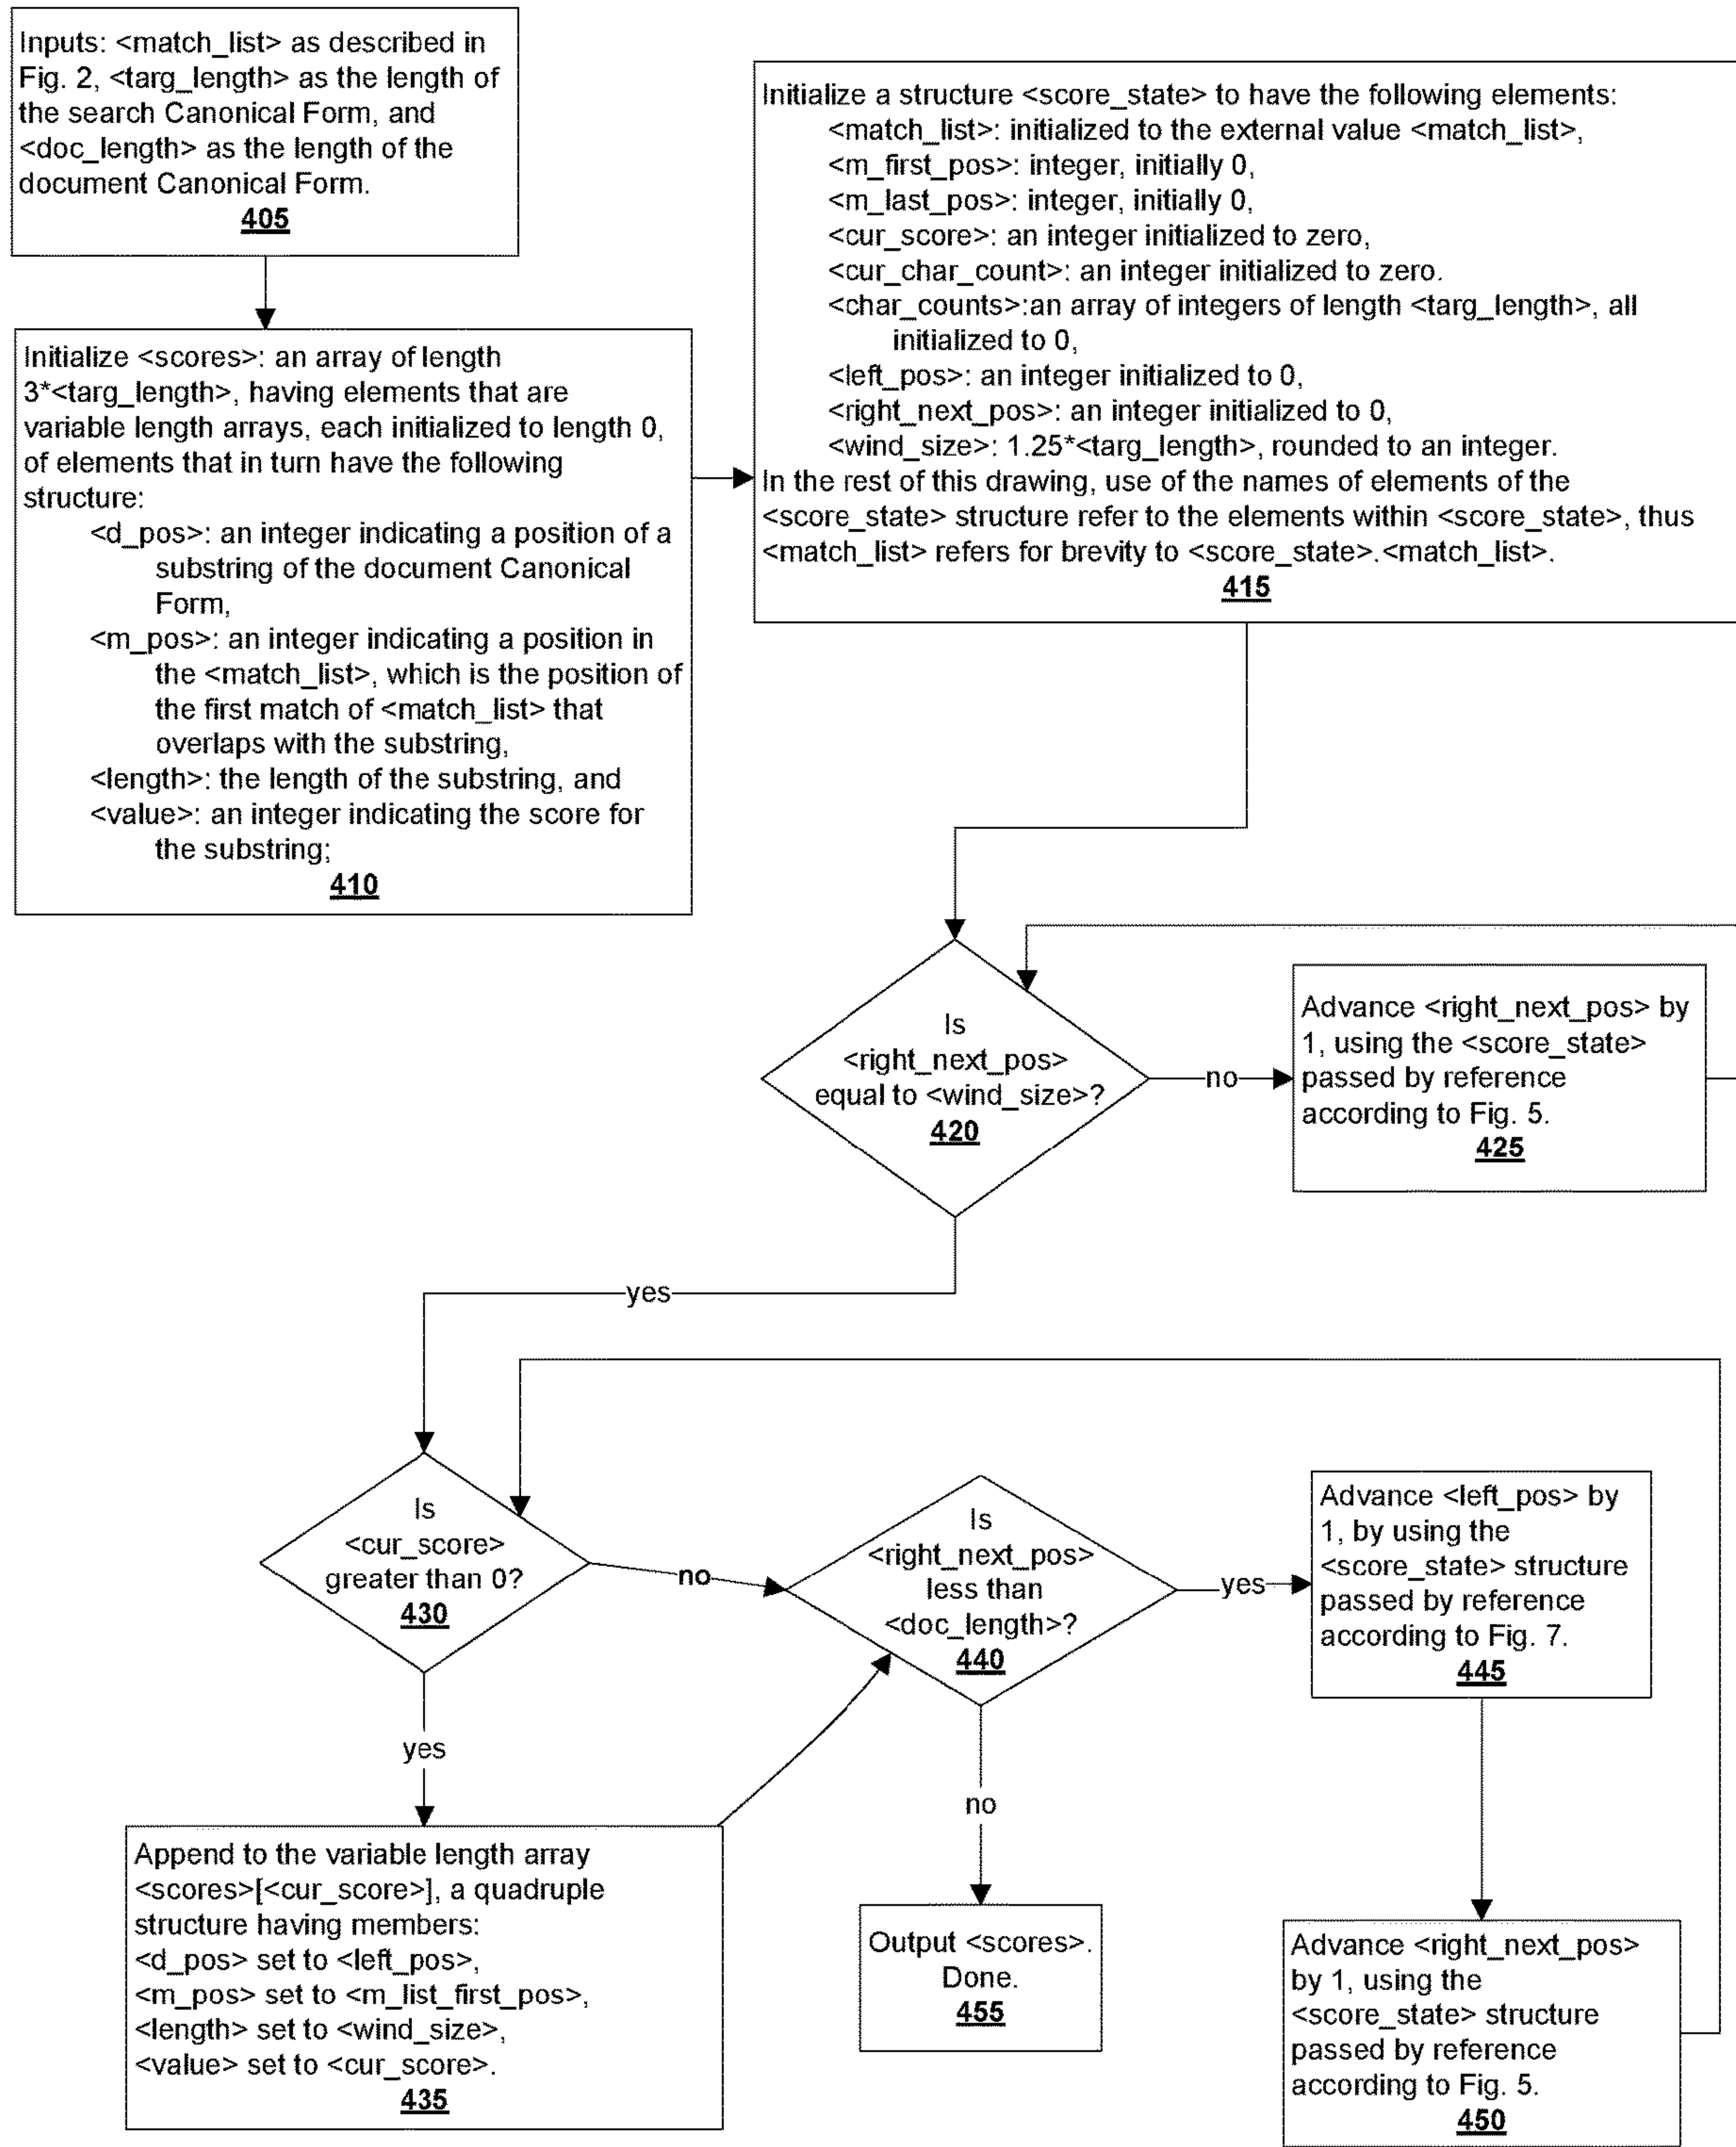 Inputs: <match_list> as described in
Fig. 2, <targ_length> as the length of
the search Canonical Form, and
<doc_length> as the length of the
document Canonical Form.
405
Initialize <scores>: an array of length
3*<targ_length>, having elements that are
variable length arrays, each initialized to length 0,
of elements that in turn have the following
structure:
<d_pos>: an integer indicating a position of a
substring of the document Canonical
Form,
<m_pos>: an integer indicating a position in
the <match_list>, which is the position of
the first match of <match_list> that
overlaps with the substring,
<length>: the length of the substring, and
<value>: an integer indicating the score for
the substring;
410
Initialize a structure <score_state> to have the following elements:
<match_list>: initialized to the external value <match_list>,
<m_first_pos>: integer, initially 0,
<m_last_pos>: integer, initially 0,
<cur_score>: an integer initialized to zero,
<cur_char_count>: an integer initialized to zero.
<char_counts>:an array of integers of length <targ_length>, all
initialized to 0,
<left_pos>: an integer initialized to 0,
<right_next_pos>: an integer initialized to 0,
<wind_size>: 1.25*<targ_length>, rounded to an integer.
In the rest of this drawing, use of the names of elements of the
<score_state> structure refer to the elements within <score_state>, thus
<match_list> refers for brevity to <score_state>.<match_list>.
415
Is
<right_next_pos>
equal to <wind_size>?
420
no
Advance <right_next_pos> by
1, using the <score_state>
passed by reference
according to Fig. 5.
425
yes
Is
<cur_score>
greater than 0?
430
no
Is
<right_next_pos>
less than
<doc_length>?
440
yes
Advance <left_pos> by
1, by using the
<score_state> structure
passed by reference
according to Fig. 7.
445
yes
no
Append to the variable length array
<scores>[<cur_score>], a quadruple
structure having members:
<d_pos> set to <left_pos>,
<m_pos> set to <m_list_first_pos>,
<length> set to <wind_size>,
<value> set to <cur_score>.
435
Output <scores>.
Done.
455
Advance <right_next_pos>
by 1, using the
<score_state> structure
passed by reference
according to Fig. 5.
450